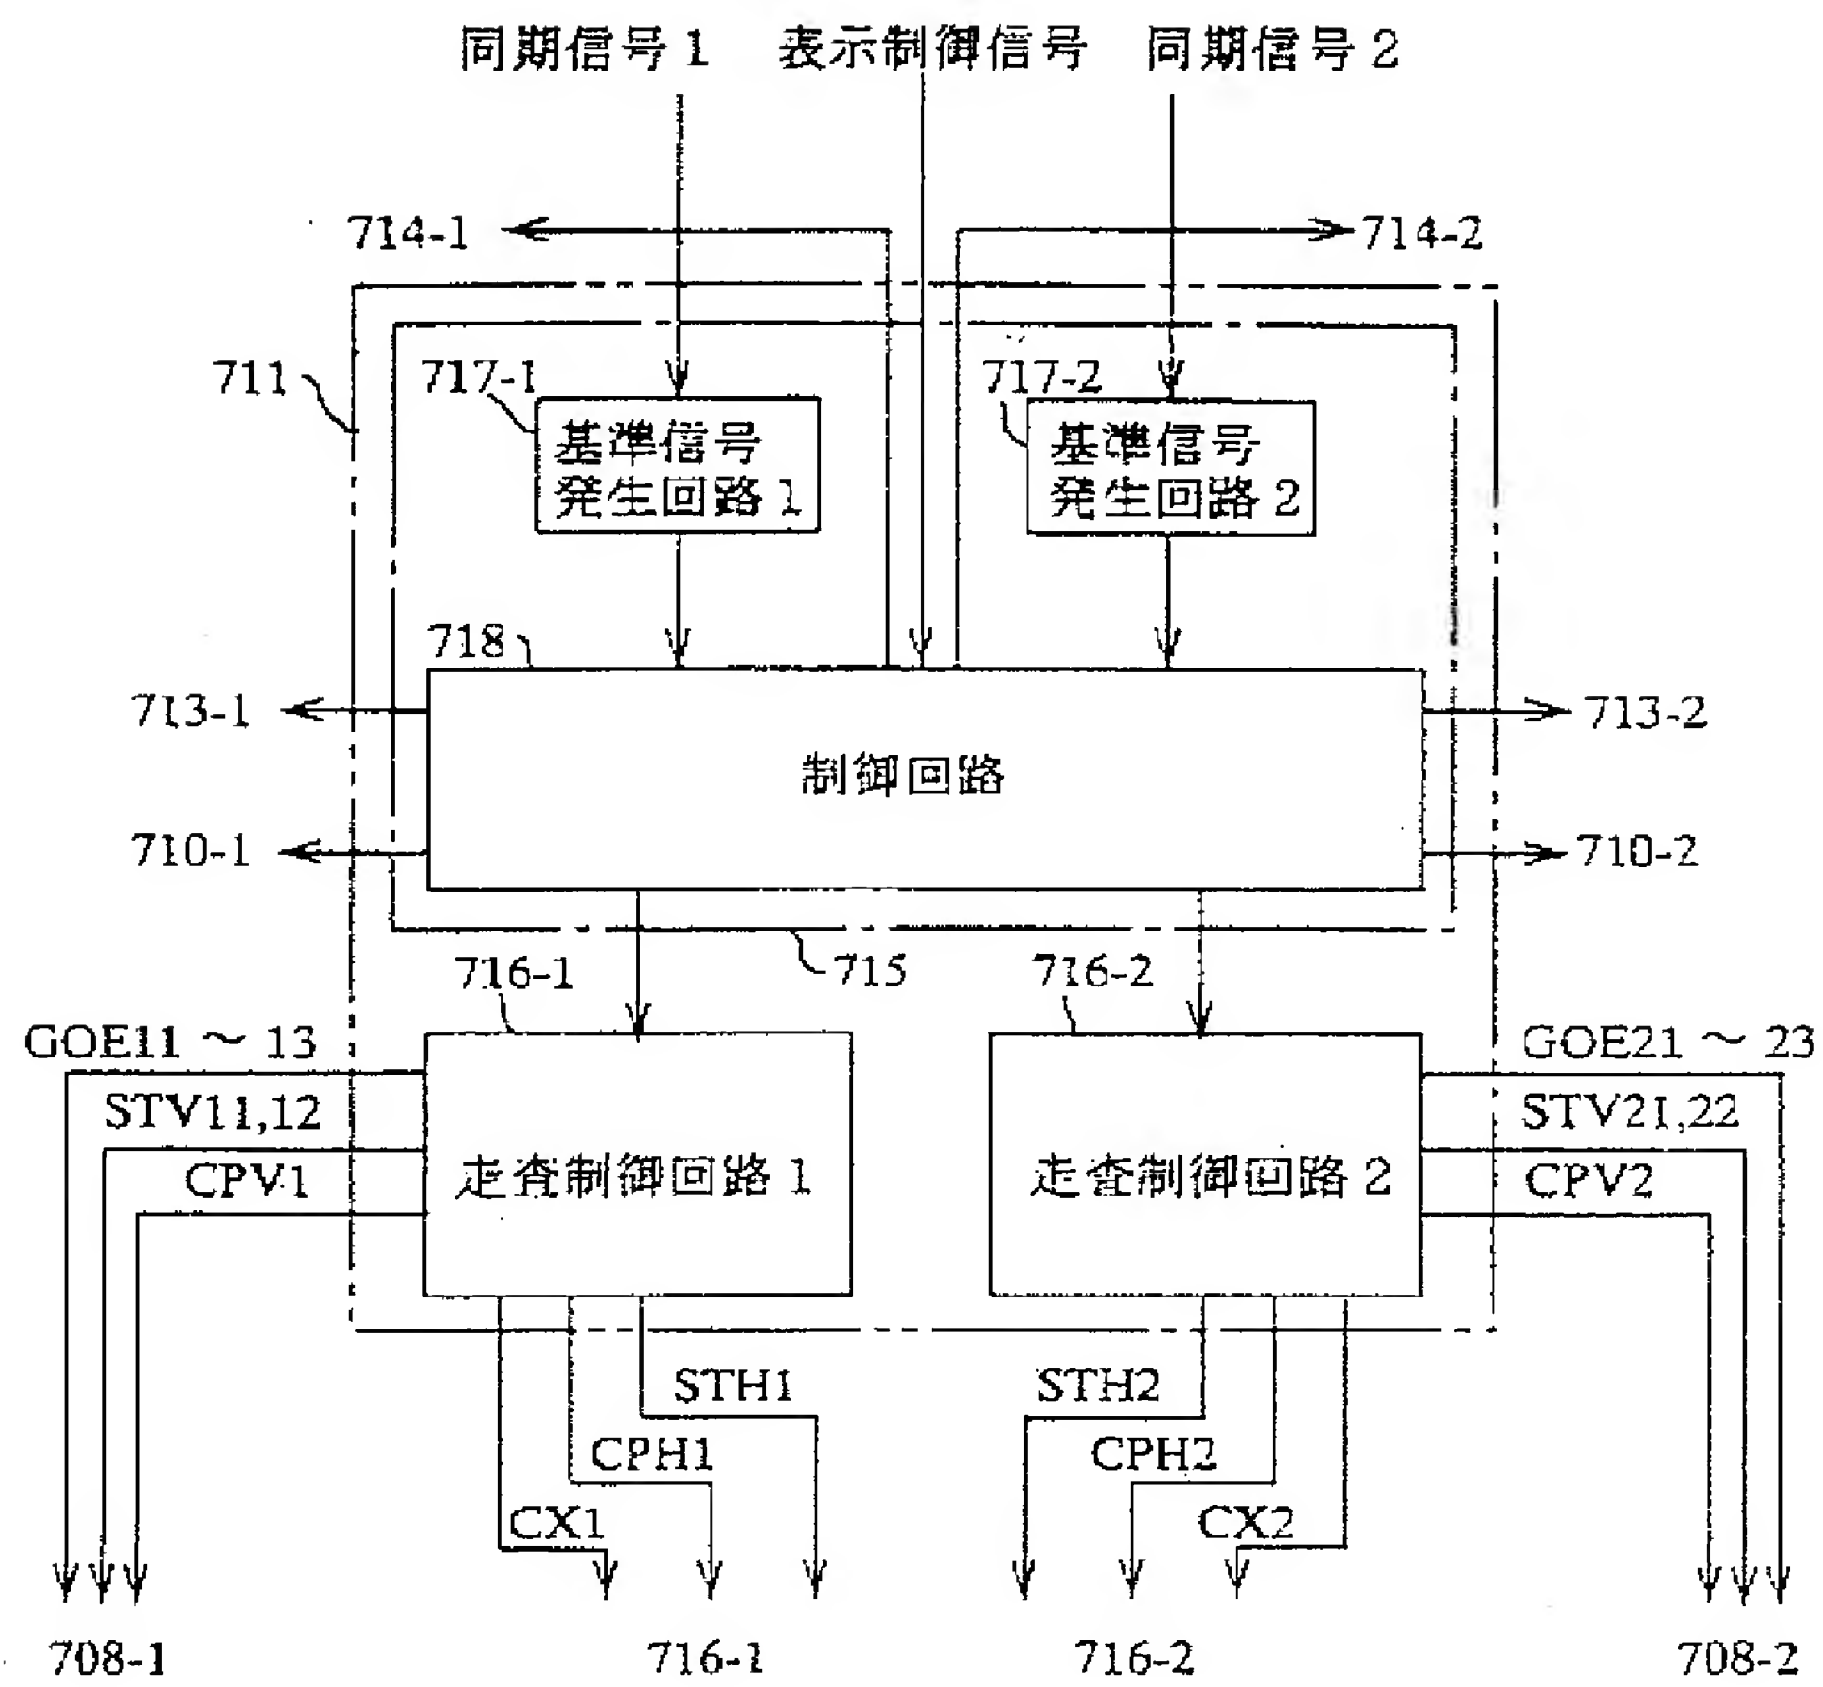 同期信号1 表示制御信号 同期信号2
714-1 714-2
711 717-1 717-2
基準信号
発生回路1
基準信号
発生回路2
718
713-1 713-2
制御回路
710-1 710-2
715
716-1 716-2
GOE11 ～ 13 GOE21 ～ 23
STV11,12 STV21,22
CPV1 CPV2
走査制御回路1 走査制御回路2
STH1 STH2
CPH1 CPH2
CX1 CX2
708-1 716-1 716-2 708-2